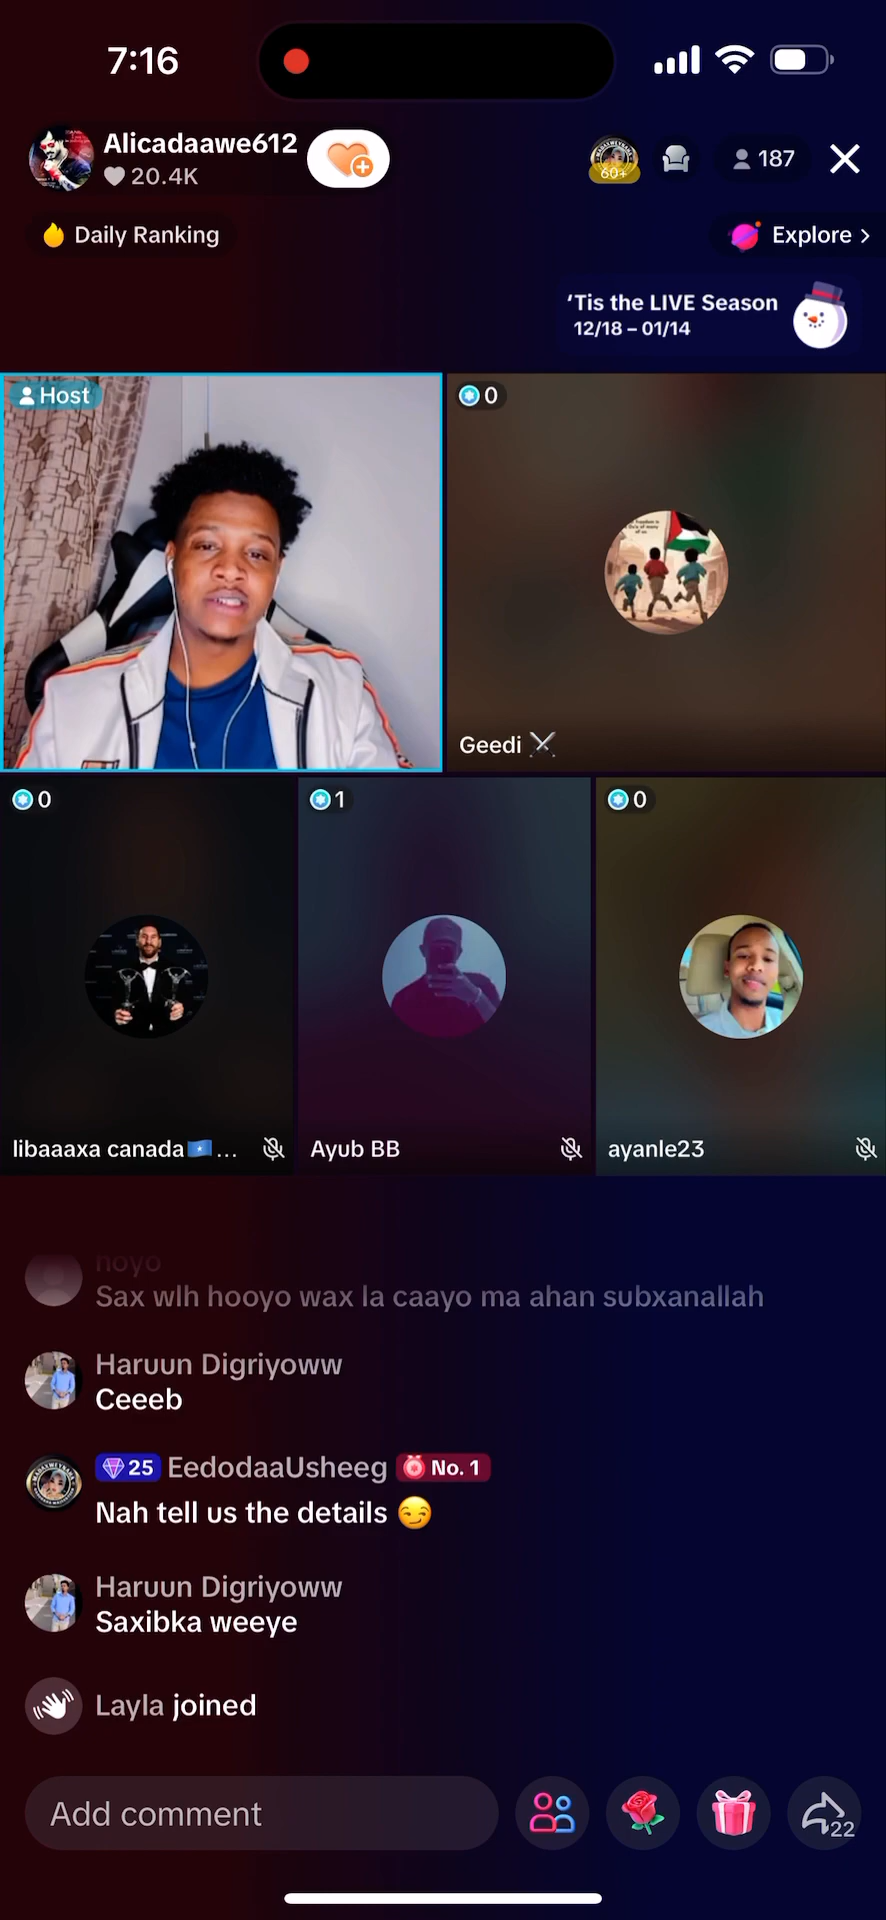 7:16
Alicadaawe612
20.4K
60+
187
Daily Ranking
Explore >
'Tis the LIVE Season
12/18 – 01/14
Host
0
Geedi
0
1
0
libaaaxa canada ...
Ayub BB
ayanle23
hoyo
Sax wlh hooyo wax la caayo ma ahan subxanallah
Haruun Digriyoww
Ceeeb
25 EedodaaUsheeg No. 1
Nah tell us the details
Haruun Digriyoww
Saxibka weeye
Layla joined
Add comment
22